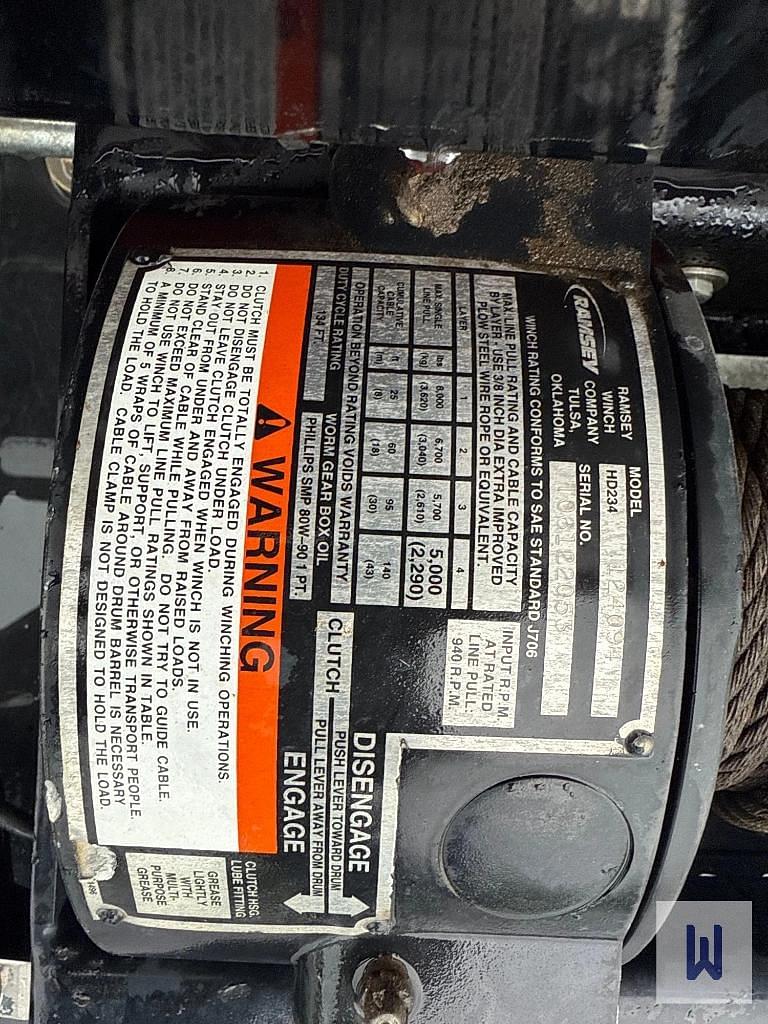 RAMSEY
RAMSEY
WINCH
COMPANY
TULSA,
OKLAHOMA
MODEL
HD234
SERIAL NO.
WINCH RATING CONFORMS TO SAE STANDARD J706
MAX. LINE PULL RATING AND CABLE CAPACITY
BY LAYER. USE 3/8 INCH DIA EXTRA IMPROVED
PLOW STEEL WIRE ROPE OR EQUIVALENT.
LAYER 1 2 3 4
MAX. SINGLE LINE PULL. lbs 8,000 6,700 5,700 5,000
(kg) (3,620) (3,040) (2,610) (2,290)
CUMULATIVE CABLE CAPACITY ft 25 60 95 140
(m) (8) (18) (30) (43)
OPERATION BEYOND RATING VOIDS WARRANTY
DUTY CYCLE RATING
134 FT.
WORM GEAR BOX OIL
PHILLIPS SMP 80W-90 1 PT.
INPUT R.P.M.
AT RATED
LINE PULL:
940 R.P.M.
DISENGAGE
CLUTCH
PUSH LEVER TOWARD DRUM
PULL LEVER AWAY FROM DRUM
ENGAGE
WARNING
1. CLUTCH MUST BE TOTALLY ENGAGED DURING WINCHING OPERATIONS.
2. DO NOT DISENGAGE CLUTCH UNDER LOAD.
3. DO NOT LEAVE CLUTCH ENGAGED WHEN WINCH IS NOT IN USE.
4. STAY OUT FROM UNDER AND AWAY FROM RAISED LOADS.
5. STAND CLEAR OF CABLE WHILE PULLING. DO NOT TRY TO GUIDE CABLE.
6. DO NOT EXCEED MAXIMUM LINE PULL RATINGS SHOWN IN TABLE.
7. DO NOT USE WINCH TO LIFT, SUPPORT, OR OTHERWISE TRANSPORT PEOPLE.
8. A MINIMUM OF 5 WRAPS OF CABLE AROUND DRUM BARREL IS NECESSARY
TO HOLD THE LOAD. CABLE CLAMP IS NOT DESIGNED TO HOLD THE LOAD.
CLUTCH HSG.
LUBE FITTING
GREASE
LIGHTLY
WITH
MULTI-
PURPOSE
GREASE
W